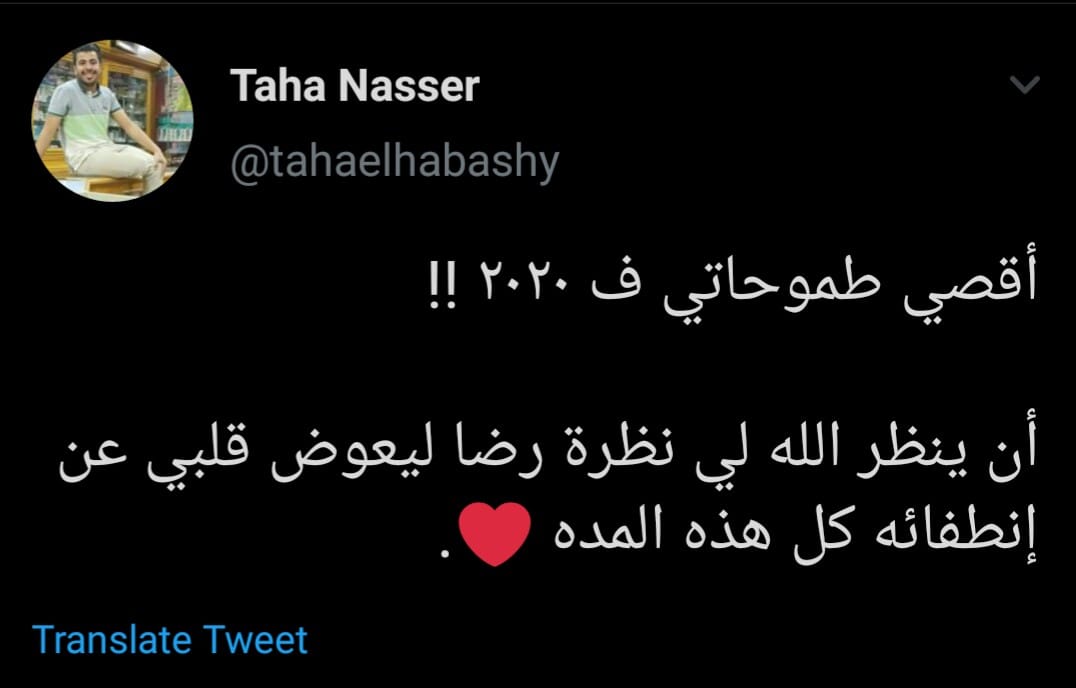 Taha Nasser
@tahaelhabashy
أقصي طموحاتي ف ٢٠٢٠ !!
أن ينظر الله لي نظرة رضا ليعوض قلبي عن
إنطفائه كل هذه المده ❤.
Translate Tweet